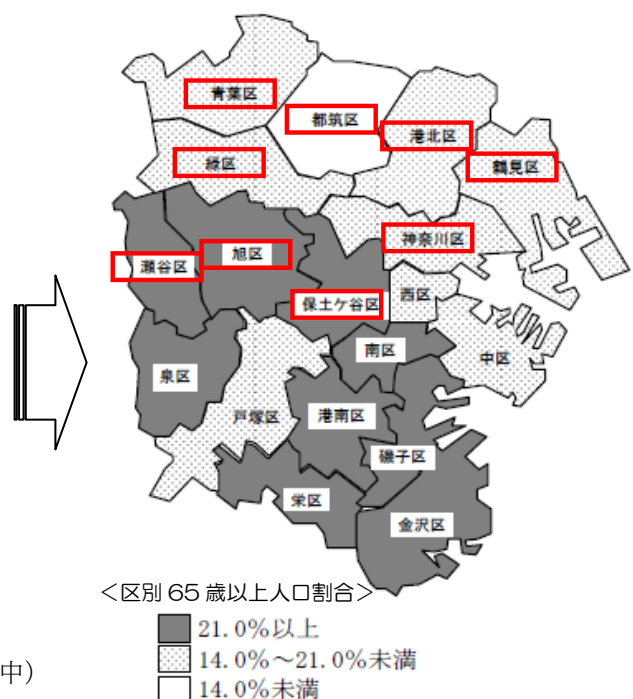 青葉区
都筑区
港北区
緑区
鶴見区
神奈川区
旭区
瀬谷区
保土ケ谷区
西区
南区
中区
泉区
戸塚区
港南区
磯子区
栄区
金沢区
＜区別 65 歳以上人口割合＞
21.0%以上
14.0%～21.0%未満
14.0%未満
中）